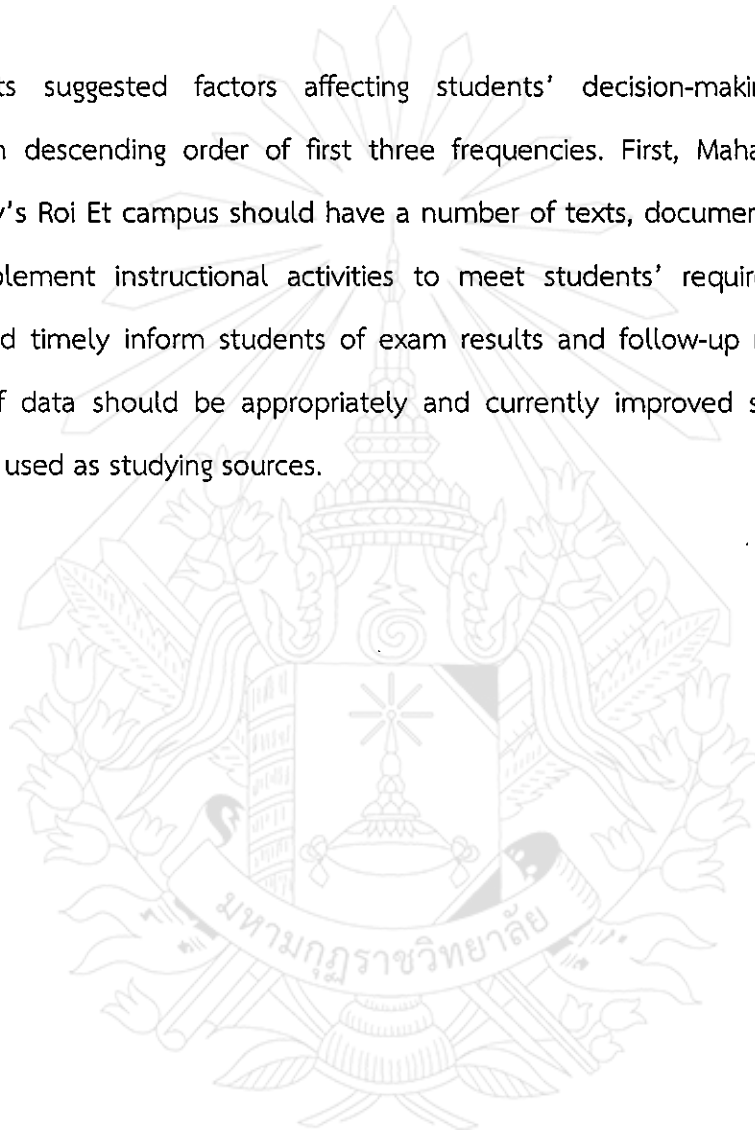 ts suggested factors affecting students' decision-makin
n descending order of first three frequencies. First, Maha
y's Roi Et campus should have a number of texts, documen
plement instructional activities to meet students' requir
d timely inform students of exam results and follow-up
f data should be appropriately and currently improved s
used as studying sources.
มหามกุฏราชวิทยาลัย